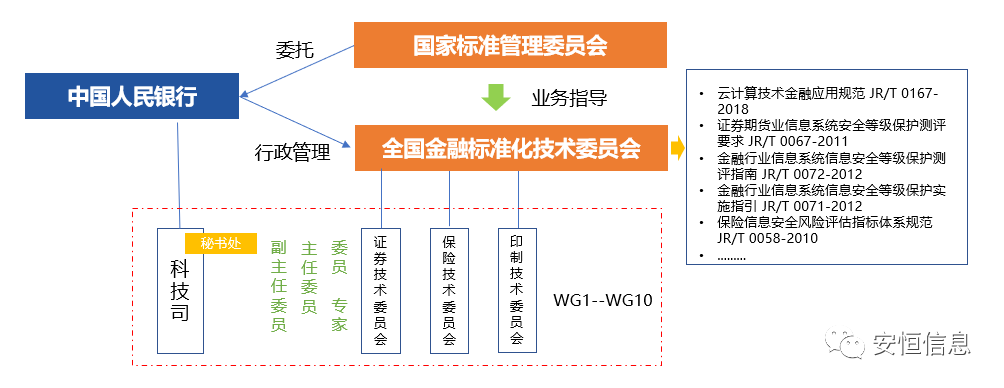 国家标准管理委员会
委托
中国人民银行
业务指导
行政管理
全国金融标准化技术委员会
• 云计算技术金融应用规范 JR/T 0167-
2018
• 证券期货业信息系统安全等级保护测评
要求 JR/T 0067-2011
• 金融行业信息系统信息安全等级保护测
评指南 JR/T 0072-2012
• 金融行业信息系统信息安全等级保护实
施指引 JR/T 0071-2012
• 保险信息安全风险评估指标体系规范
JR/T 0058-2010
• .........
秘书处
科技司
副主任委员
主任委员
委员 专家
证券技术委员会
保险技术委员会
印制技术委员会
WG1--WG10
安恒信息